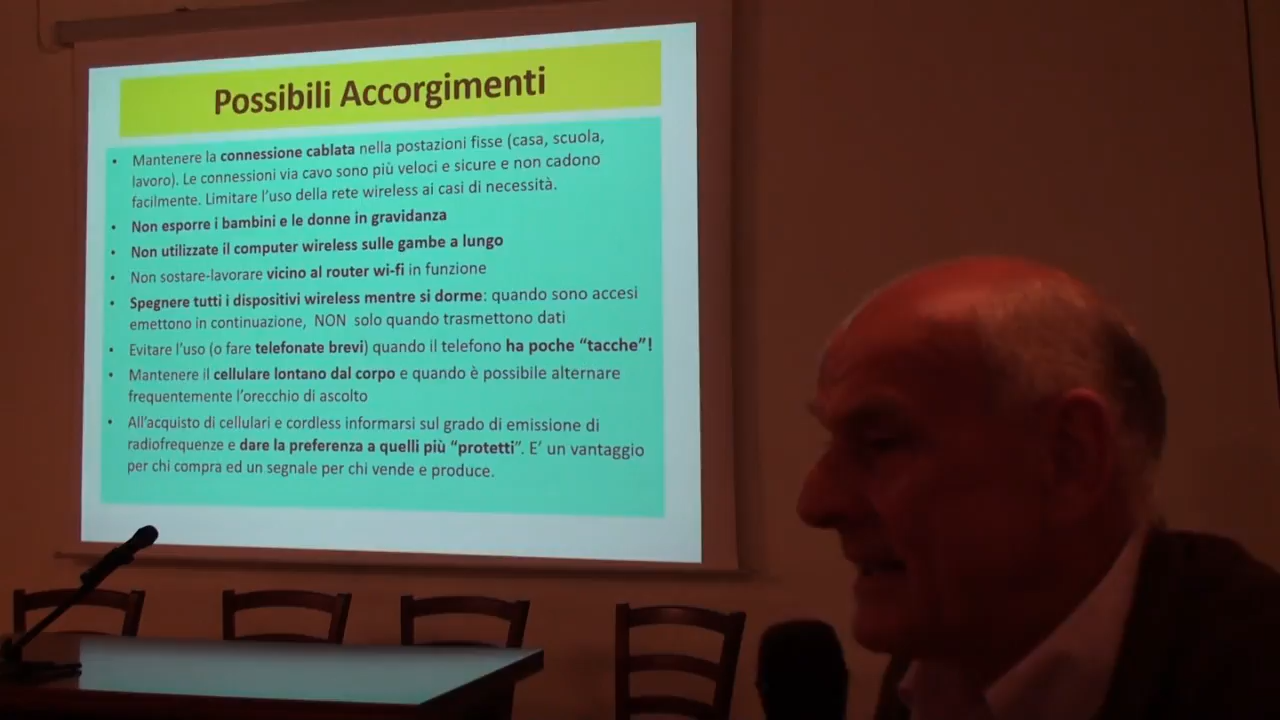 Possibili Accorgimenti
• Mantenere la connessione cablata nella postazioni fisse (casa, scuola,
lavoro). Le connessioni via cavo sono più veloci e sicure e non cadono
facilmente. Limitare l'uso della rete wireless ai casi di necessità.
• Non esporre i bambini e le donne in gravidanza
• Non utilizzate il computer wireless sulle gambe a lungo
• Non sostare-lavorare vicino al router wi-fi in funzione
• Spegnere tutti i dispositivi wireless mentre si dorme: quando sono accesi
emettono in continuazione, NON solo quando trasmettono dati
• Evitare l'uso (o fare telefonate brevi) quando il telefono ha poche “tacche”!
• Mantenere il cellulare lontano dal corpo e quando è possibile alternare
frequentemente l'orecchio di ascolto
• All'acquisto di cellulari e cordless informarsi sul grado di emissione di
radiofrequenze e dare la preferenza a quelli più “protetti”. E' un vantaggio
per chi compra ed un segnale per chi vende e produce.